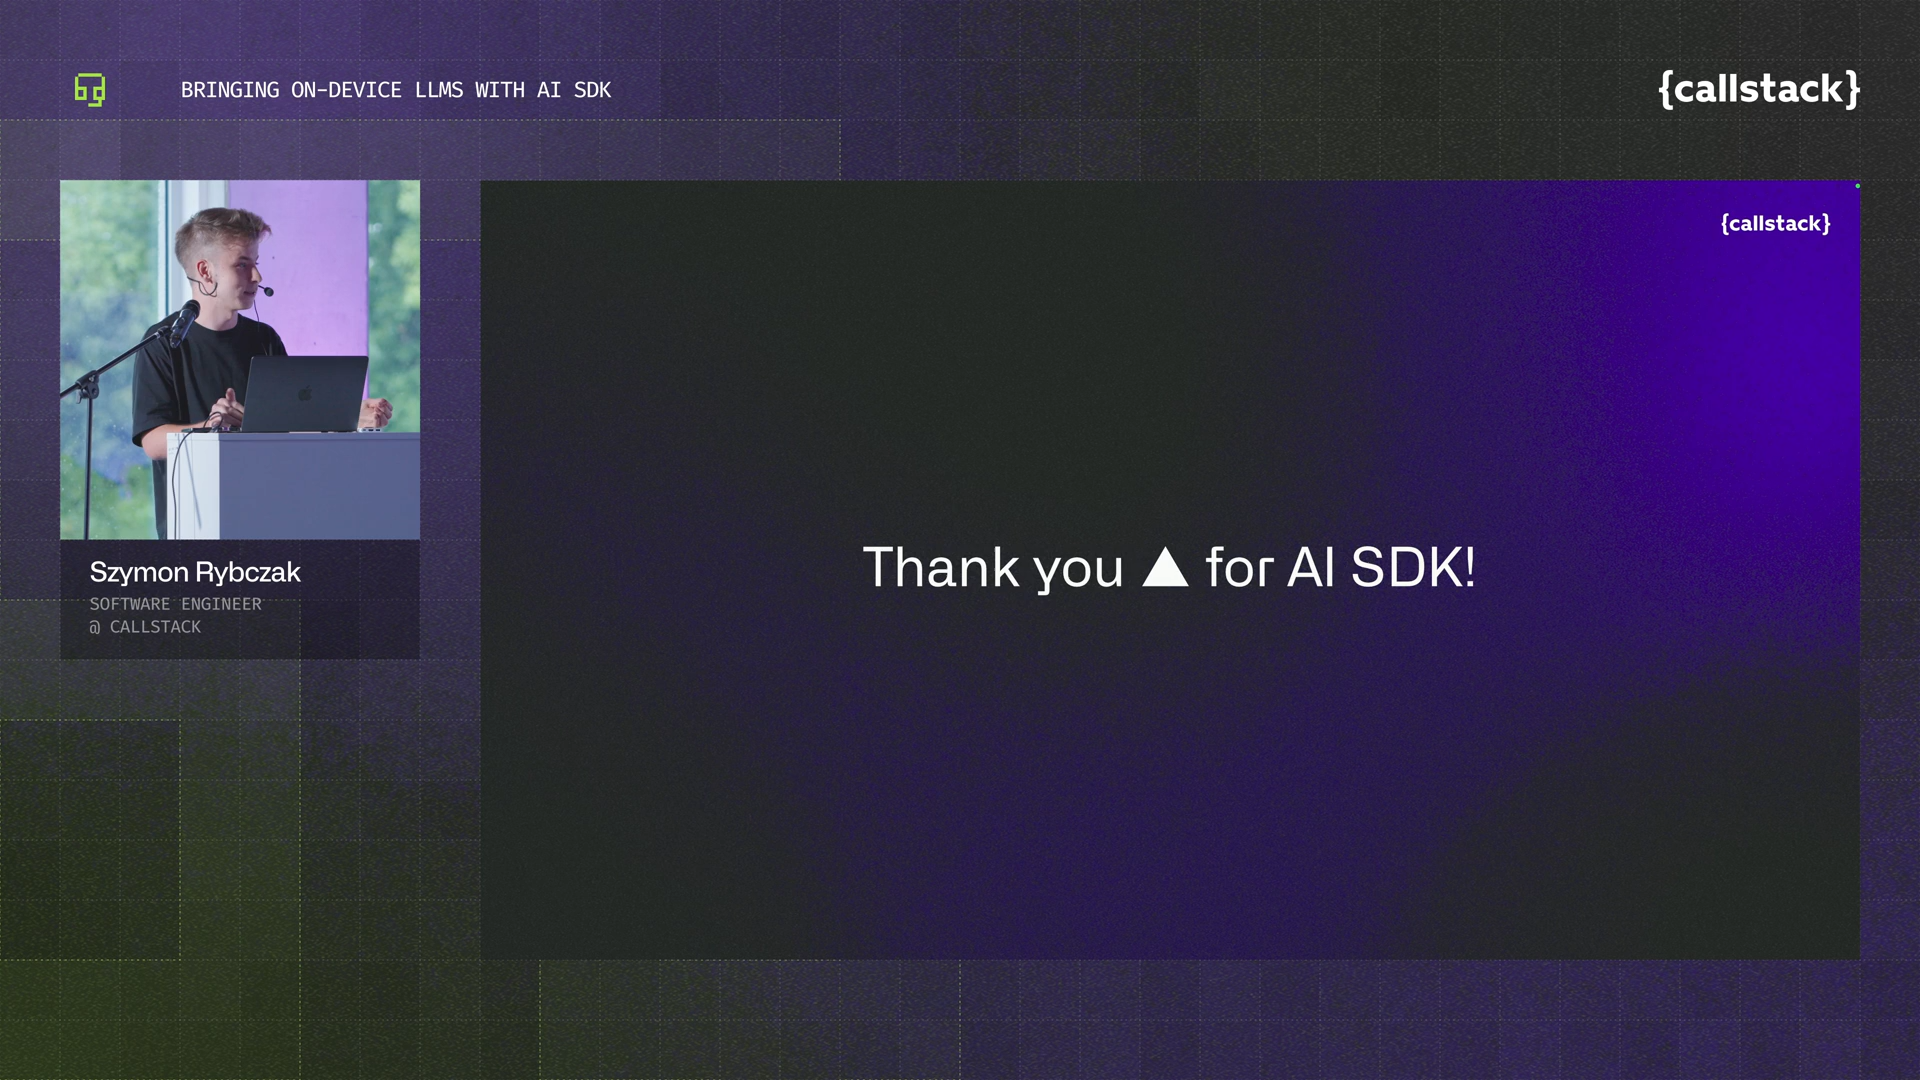 BRINGING ON-DEVICE LLMS WITH AI SDK
{callstack}
{callstack}
Thank you ▲ for AI SDK!
Szymon Rybczak
SOFTWARE ENGINEER
@ CALLSTACK